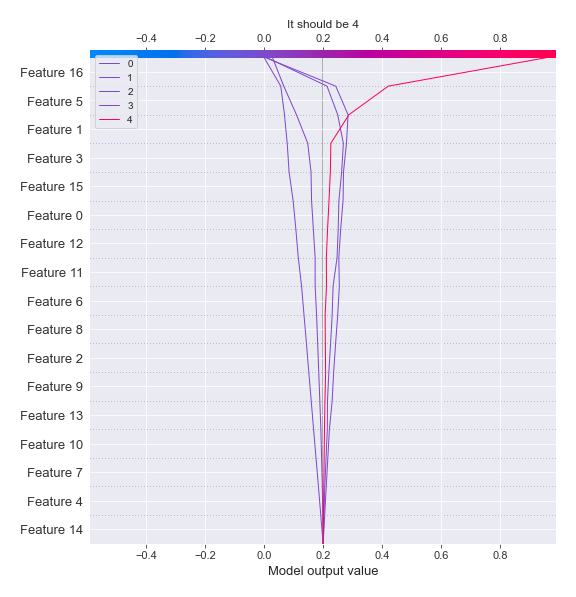 It should be 4
−0.4 −0.2 0.0 0.2 0.4 0.6 0.8
0
1
2
3
4
Feature 16
Feature 5
Feature 1
Feature 3
Feature 15
Feature 0
Feature 12
Feature 11
Feature 6
Feature 8
Feature 2
Feature 9
Feature 13
Feature 10
Feature 7
Feature 4
Feature 14
−0.4 −0.2 0.0 0.2 0.4 0.6 0.8
Model output value